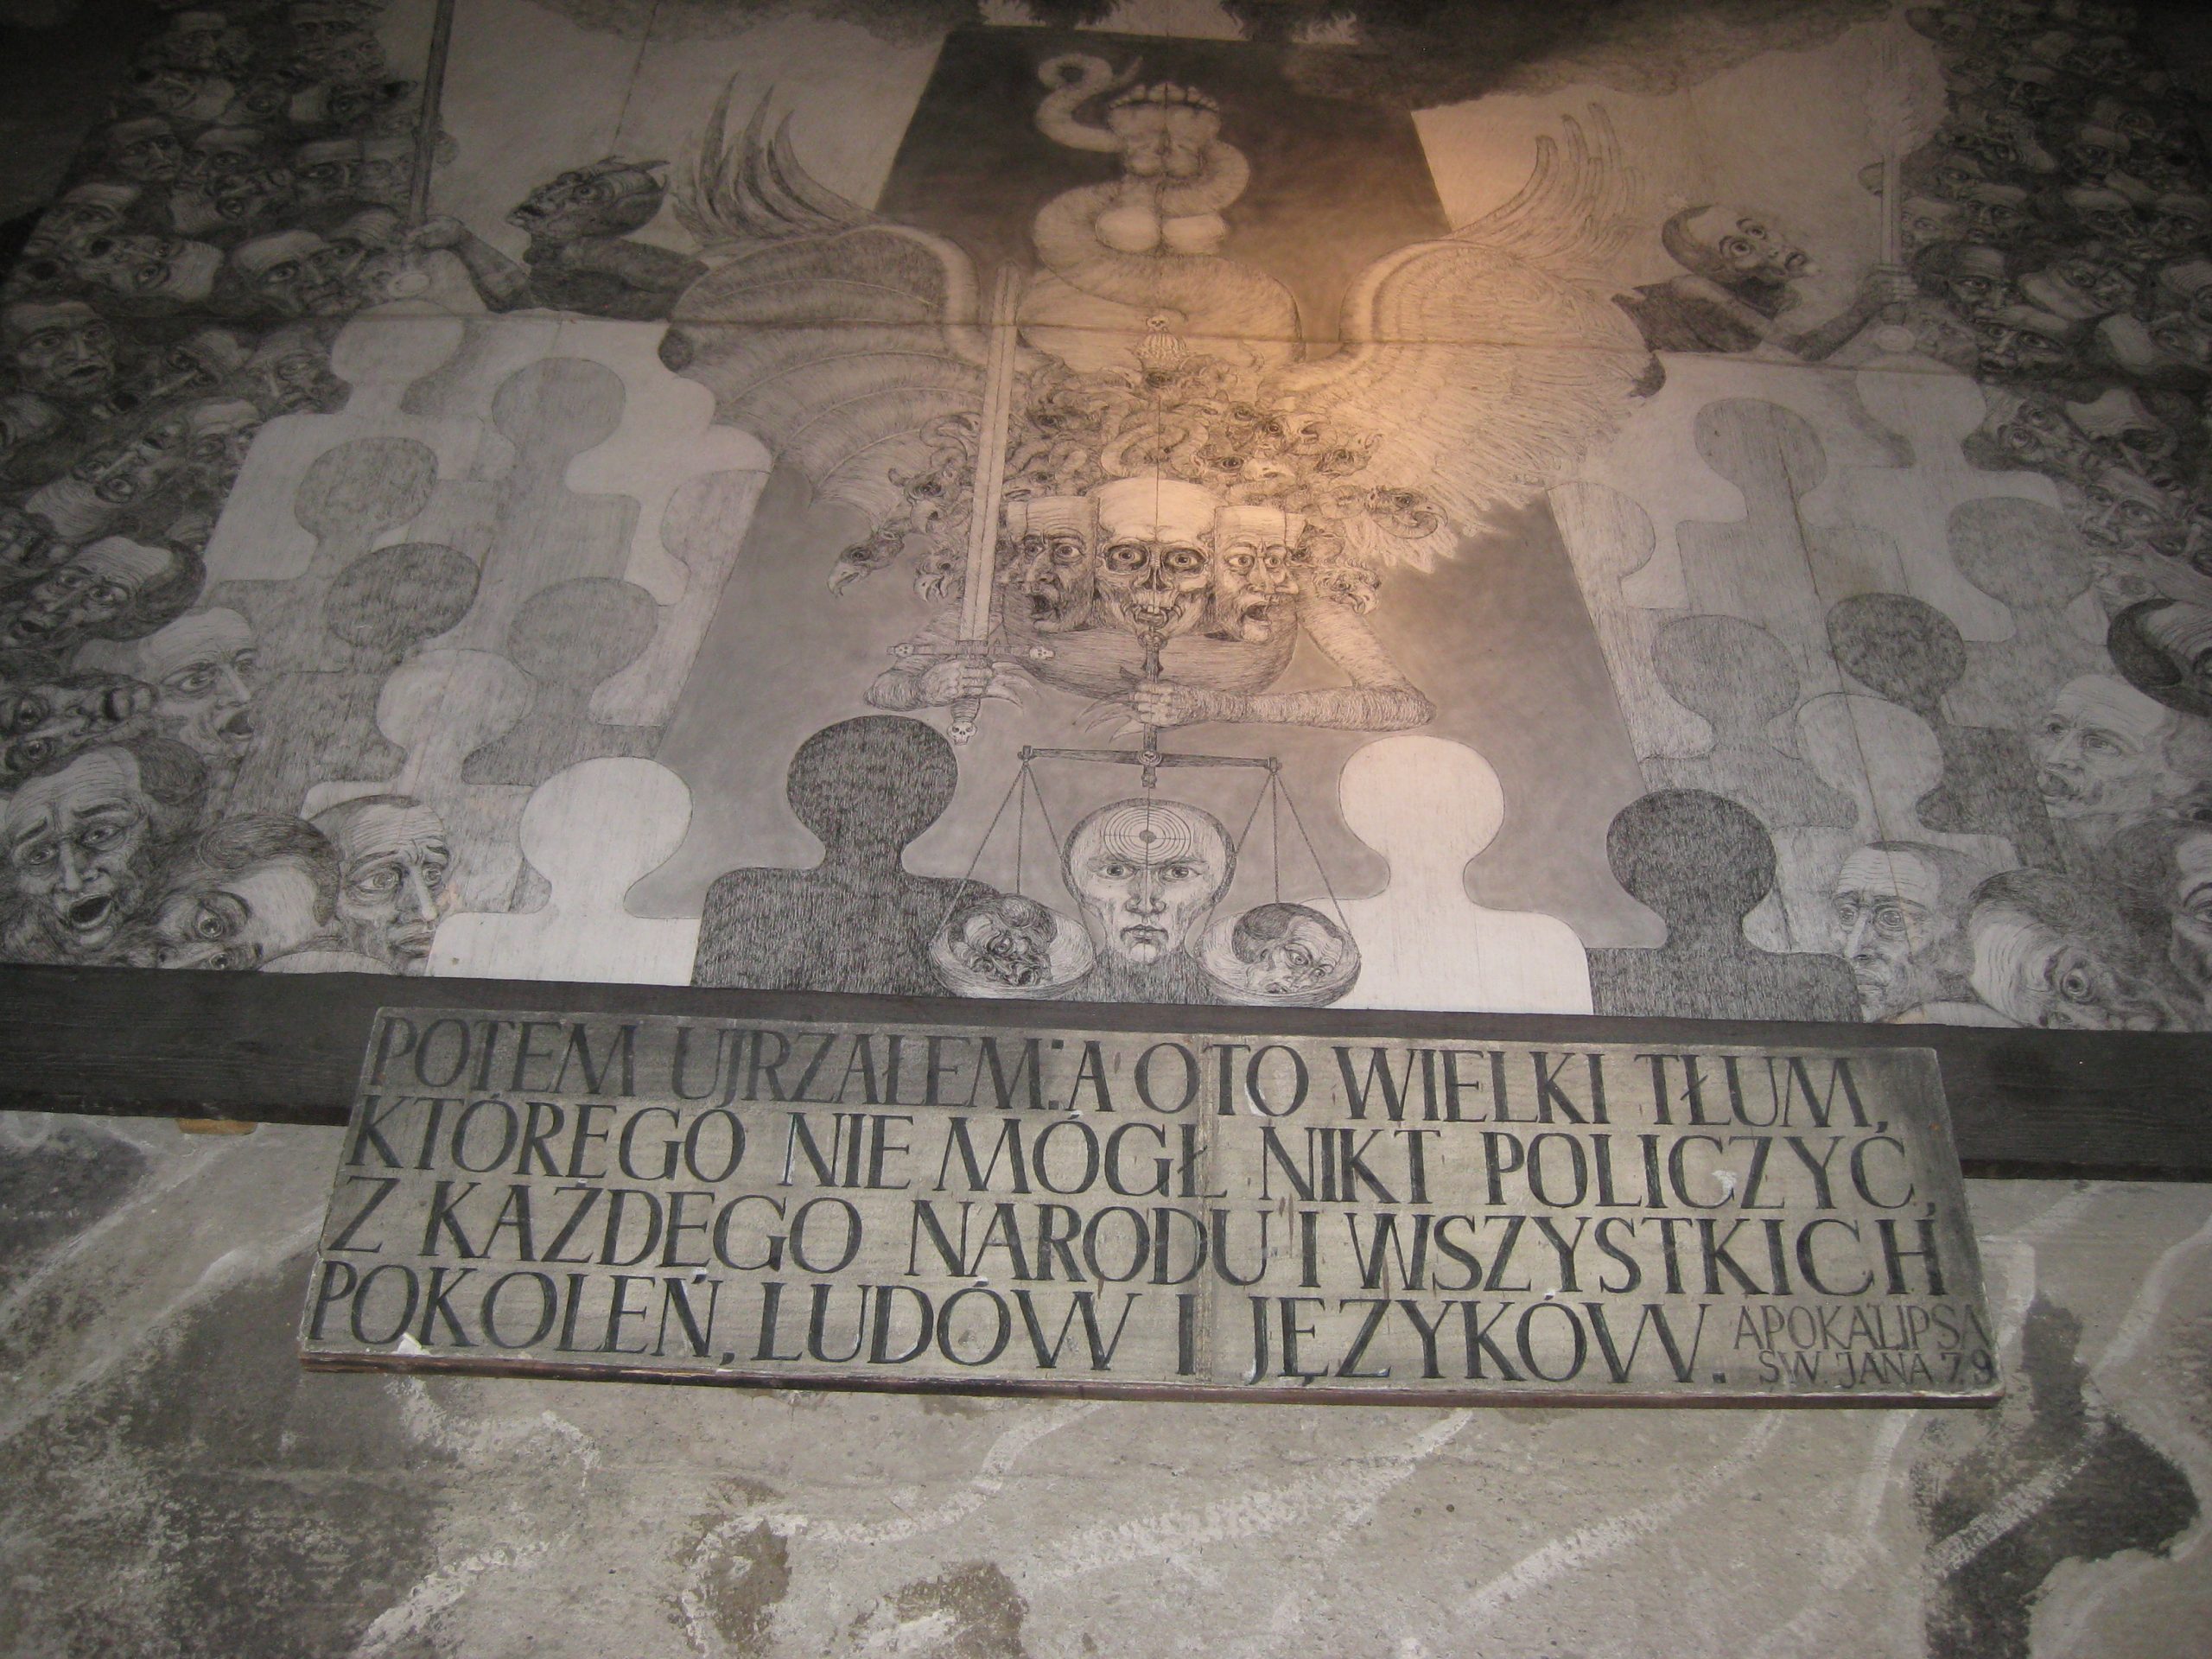 POTEM UJRZAŁEM: A OTO WIELKI TŁUM,
KTÓREGO NIE MÓGŁ NIKT POLICZYĆ,
Z KAŻDEGO NARODU I WSZYSTKICH
POKOLEŃ, LUDÓW I JĘZYKÓW.
APOKALIPSA
ŚW. JANA 7.9